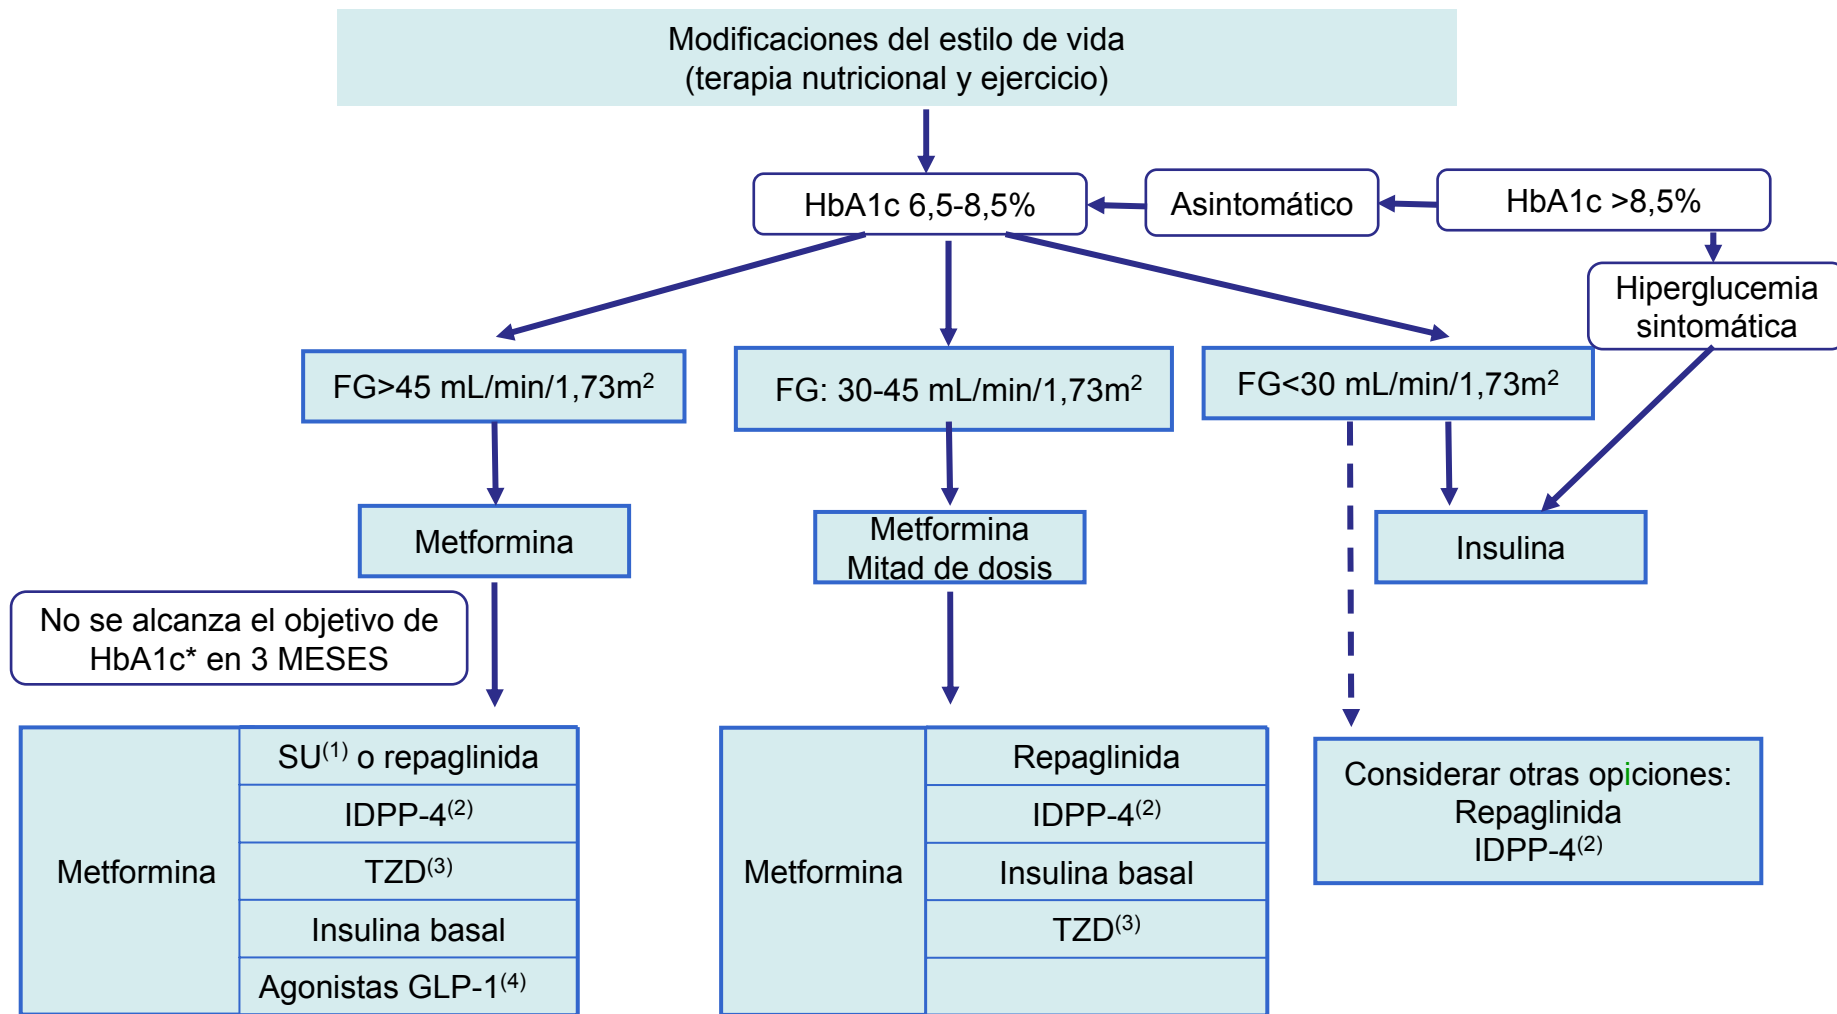 Modificaciones del estilo de vida
(terapia nutricional y ejercicio)
HbA1c 6,5-8,5%
Asintomático
HbA1c >8,5%
Hiperglucemia
sintomática
FG>45 mL/min/1,73m²
FG: 30-45 mL/min/1,73m²
FG<30 mL/min/1,73m²
Metformina
Metformina
Mitad de dosis
Insulina
No se alcanza el objetivo de
HbA1c* en 3 MESES
Metformina
SU⁽¹⁾ o repaglinida
IDPP-4⁽²⁾
TZD⁽³⁾
Insulina basal
Agonistas GLP-1⁽⁴⁾
Metformina
Repaglinida
IDPP-4⁽²⁾
Insulina basal
TZD⁽³⁾
Considerar otras opiciones:
Repaglinida
IDPP-4⁽²⁾